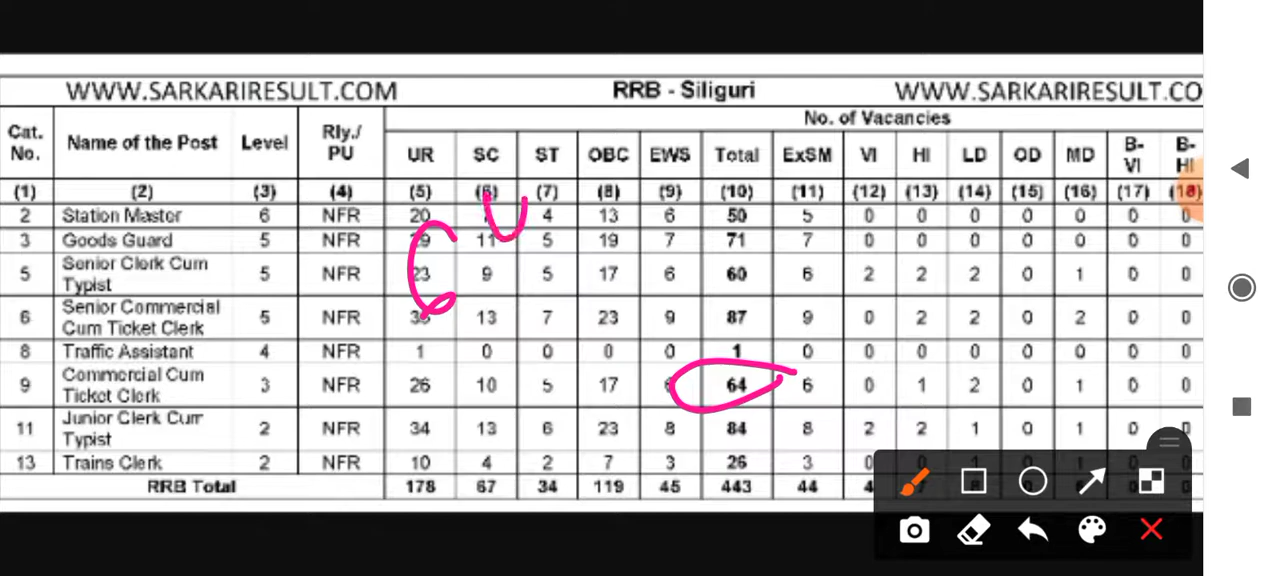 WWW.SARKARIRESULT.COM RRB - Siliguri WWW.SARKARIRESULT.CO
Cat. No. Name of the Post Level Rly./ PU No. of Vacancies
UR SC ST OBC EWS Total ExSM VI HI LD OD MD B-VI B-HI
(1) (2) (3) (4) (5) (6) (7) (8) (9) (10) (11) (12) (13) (14) (15) (16) (17) (18)
2 Station Master 6 NFR 20 4 13 6 50 5 0 0 0 0 0 0 0
3 Goods Guard 5 NFR 29 11 5 19 7 71 7 0 0 0 0 0 0 0
5 Senior Clerk Cum Typist 5 NFR 23 9 5 17 6 60 6 2 2 2 0 1 0 0
6 Senior Commercial Cum Ticket Clerk 5 NFR 35 13 7 23 9 87 9 0 2 2 0 2 0 0
8 Traffic Assistant 4 NFR 1 0 0 0 0 1 0 0 0 0 0 0 0 0
9 Commercial Cum Ticket Clerk 3 NFR 26 10 5 17 6 64 6 0 1 2 0 1 0 0
11 Junior Clerk Cum Typist 2 NFR 34 13 6 23 8 84 8 2 2 1 0 1 0 0
13 Trains Clerk 2 NFR 10 4 2 7 3 26 3 0
RRB Total 178 67 34 119 45 443 44 4